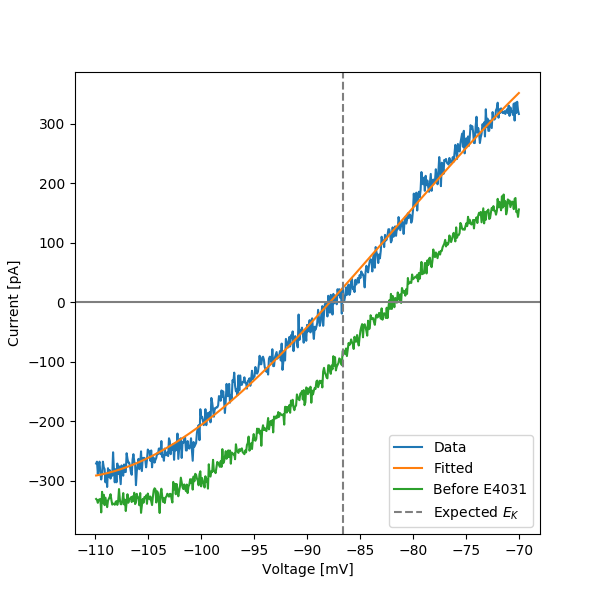 300
200
100
0
−100
−200
−300
Current [pA]
Data
Fitted
Before E4031
Expected E_K
−110 −105 −100 −95 −90 −85 −80 −75 −70
Voltage [mV]